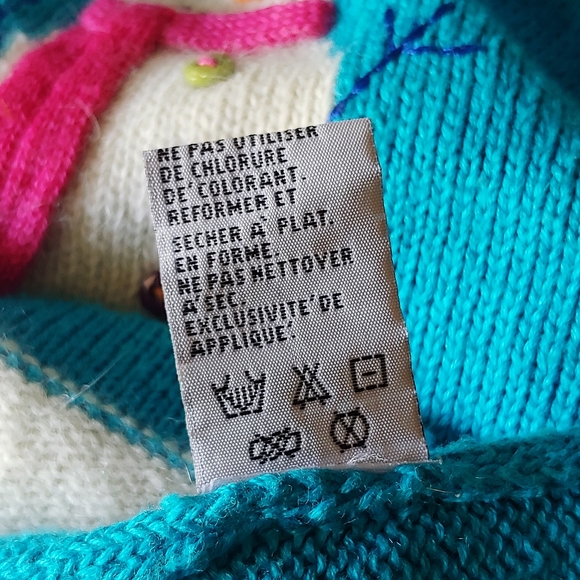 NE PAS UTILISER
DE CHLORURE
DE'COLORANT.
REFORMER ET
SECHER A' PLAT.
EN FORME.
NE PAS NETTOYER
A'SEC.
EXCLUSIVITE'DE
APPLIQUE'.